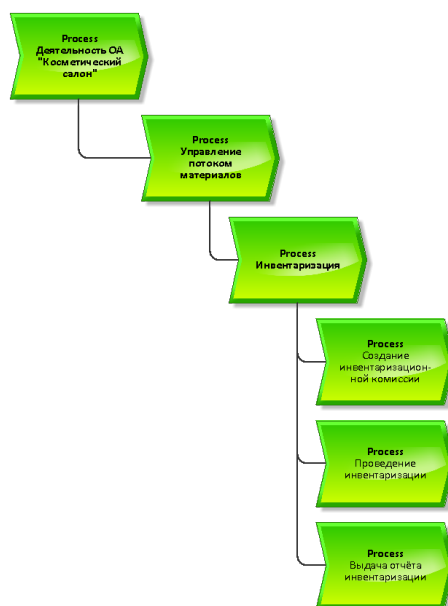 Process
Деятельность ОА
"Косметический
салон"
Process
Управление
потоком
материалов
Process
Инвентаризация
Process
Создание
инвентаризацион-
ной комиссии
Process
Проведение
инвентаризации
Process
Выдача отчёта
инвентаризации